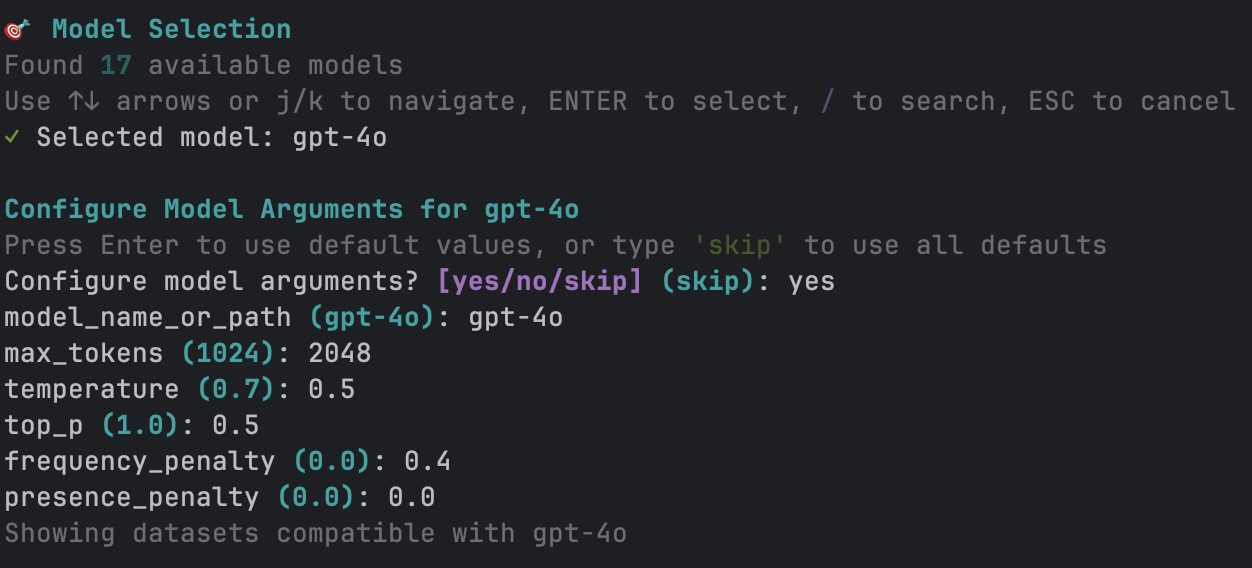 🎯 Model Selection
Found 17 available models
Use ↑↓ arrows or j/k to navigate, ENTER to select, / to search, ESC to cancel
✓ Selected model: gpt-4o
Configure Model Arguments for gpt-4o
Press Enter to use default values, or type 'skip' to use all defaults
Configure model arguments? [yes/no/skip] (skip): yes
model_name_or_path (gpt-4o): gpt-4o
max_tokens (1024): 2048
temperature (0.7): 0.5
top_p (1.0): 0.5
frequency_penalty (0.0): 0.4
presence_penalty (0.0): 0.0
Showing datasets compatible with gpt-4o